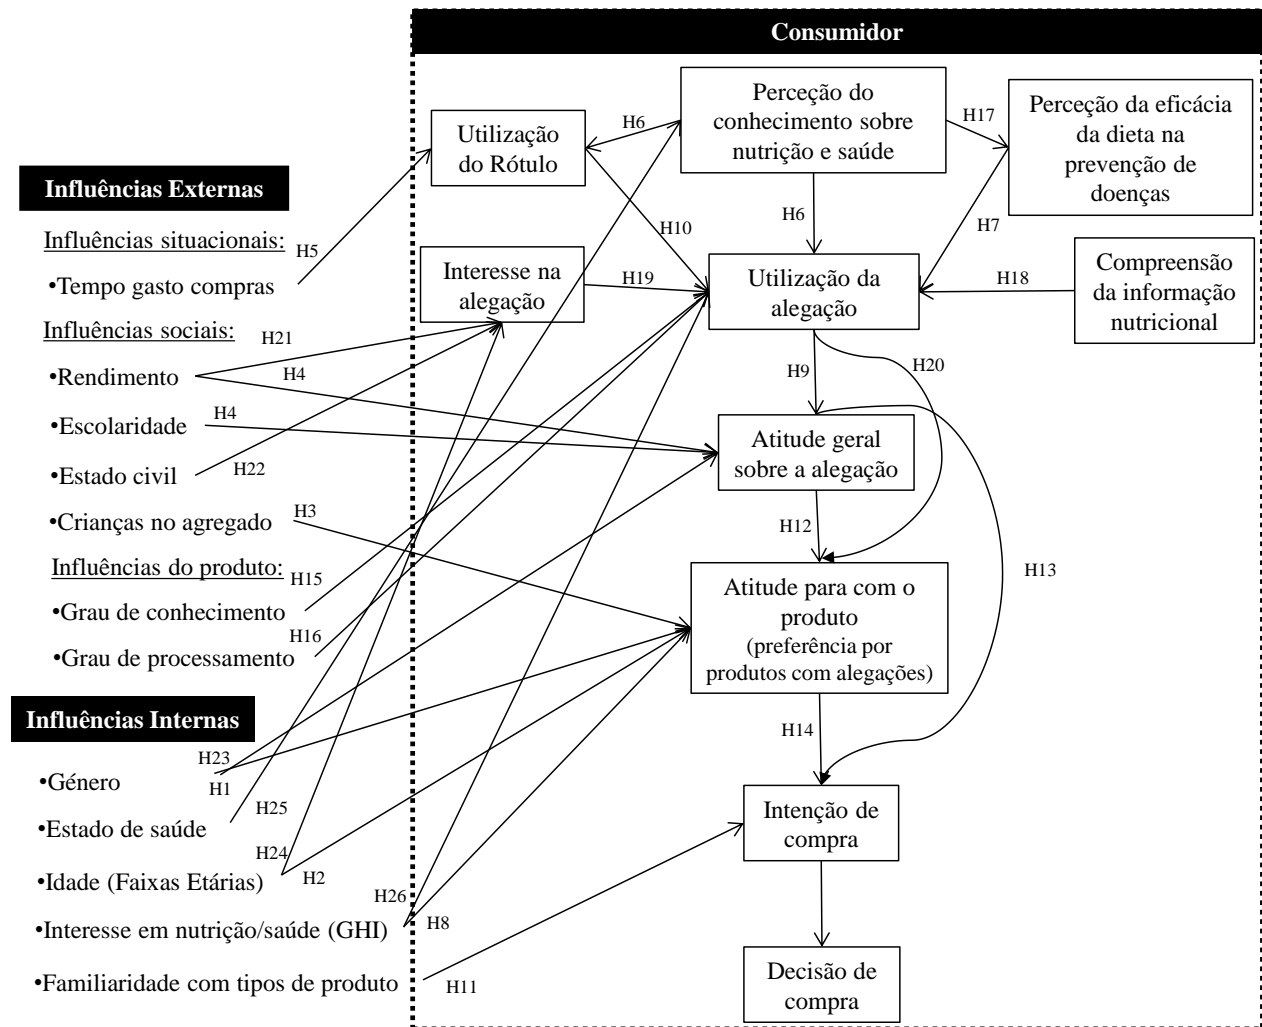 Consumidor
Perceção do
conhecimento sobre
nutrição e saúde
H17
Perceção da eficácia
da dieta na
prevenção de
doenças
H6
Utilização
do Rótulo
Influências Externas
Influências situacionais:
H5
•Tempo gasto compras
H10
H6
H7
Interesse na
alegação
H19
Utilização da
alegação
H18
Compreensão
da informação
nutricional
Influências sociais:
H21
•Rendimento
H4
H9
H20
•Escolaridade
H4
Atitude geral
sobre a alegação
•Estado civil
H22
•Crianças no agregado
H3
H12
H13
Influências do produto:
H15
•Grau de conhecimento
H16
•Grau de processamento
Atitude para com o
produto
(preferência por
produtos com alegações)
Influências Internas
H14
H23
•Género
H1
H25
•Estado de saúde
Intenção de
compra
H24
•Idade (Faixas Etárias)
H2
H26
•Interesse em nutrição/saúde (GHI)
H8
•Familiaridade com tipos de produto
H11
Decisão de
compra